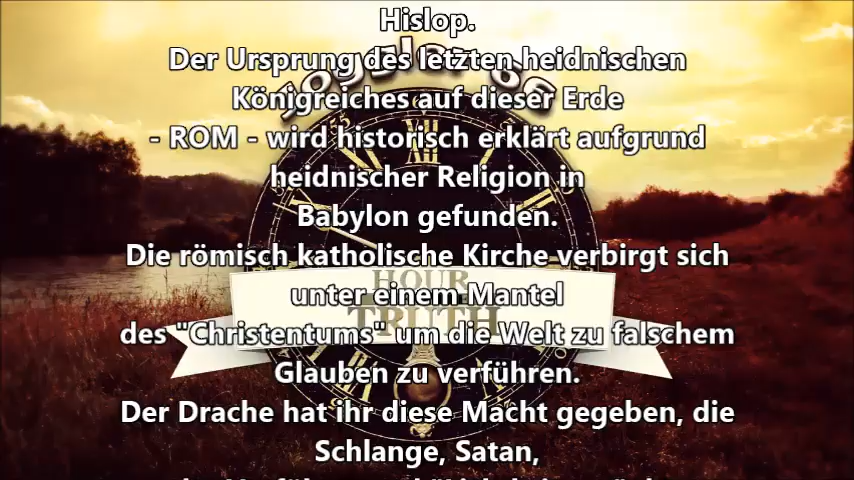 Hislop.
Der Ursprung des letzten heidnischen
Königreiches auf dieser Erde
- ROM - wird historisch erklärt aufgrund
heidnischer Religion in
Babylon gefunden.
Die römisch katholische Kirche verbirgt sich
unter einem Mantel
des "Christentums" um die Welt zu falschem
Glauben zu verführen.
Der Drache hat ihr diese Macht gegeben, die
Schlange, Satan,
HOUR
TRUTH